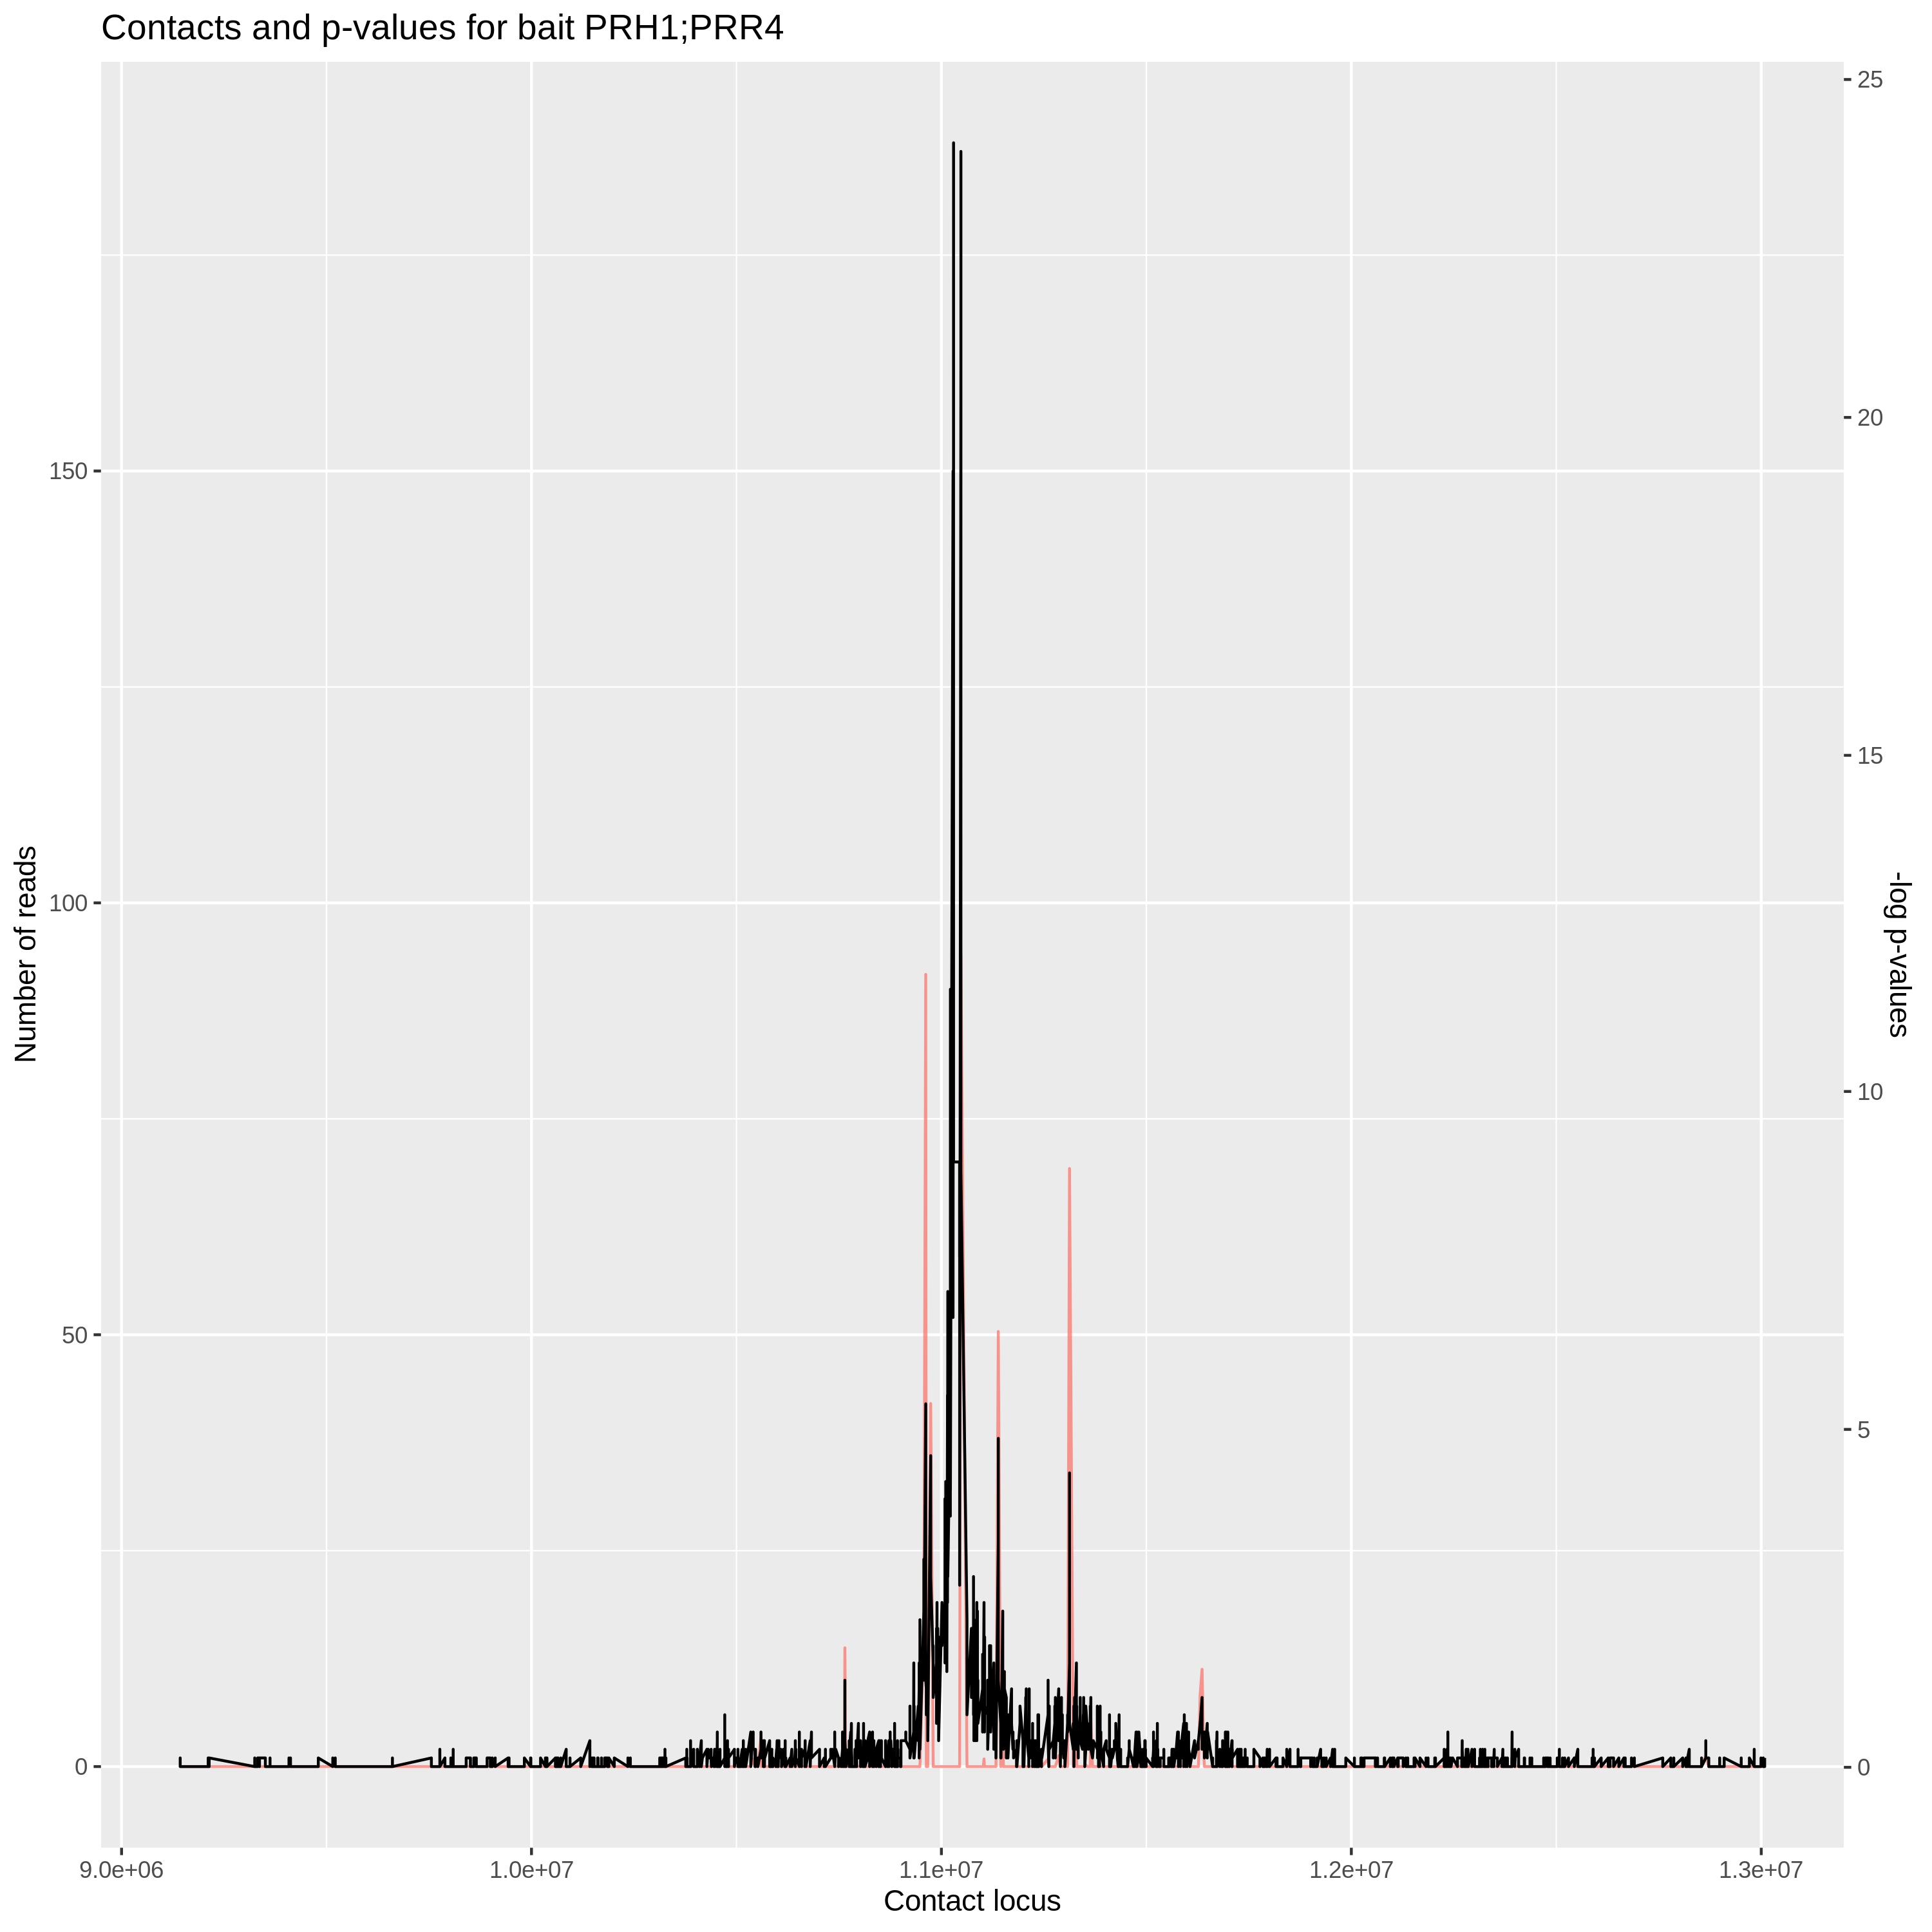 Contacts and p-values for bait PRH1;PRR4
Number of reads
150
100
50
0
25
20
15
10
5
0
-log p-values
9.0e+06
1.0e+07
1.1e+07
1.2e+07
1.3e+07
Contact locus